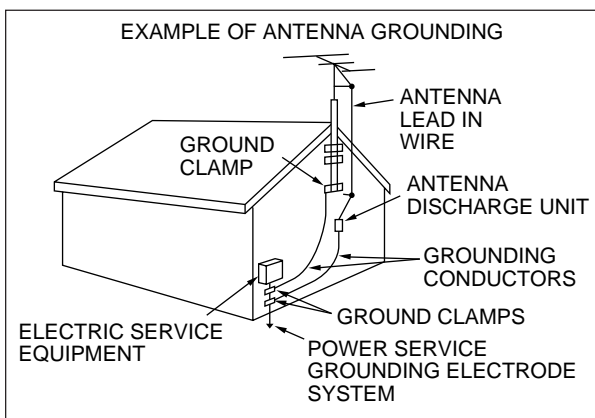 EXAMPLE OF ANTENNA GROUNDING
ANTENNA
LEAD IN
WIRE
GROUND
CLAMP
ANTENNA
DISCHARGE UNIT
GROUNDING
CONDUCTORS
GROUND CLAMPS
ELECTRIC SERVICE
EQUIPMENT
POWER SERVICE
GROUNDING ELECTRODE
SYSTEM